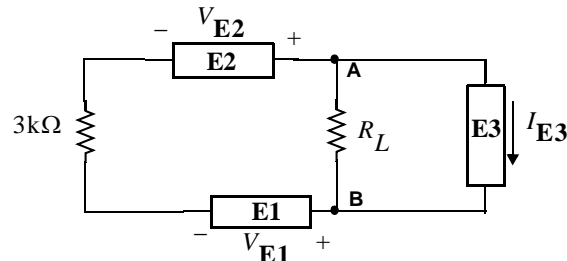 V_E2
− +
E2
A
3kΩ
R_L
E3
I_E3
B
E1
− +
V_E1